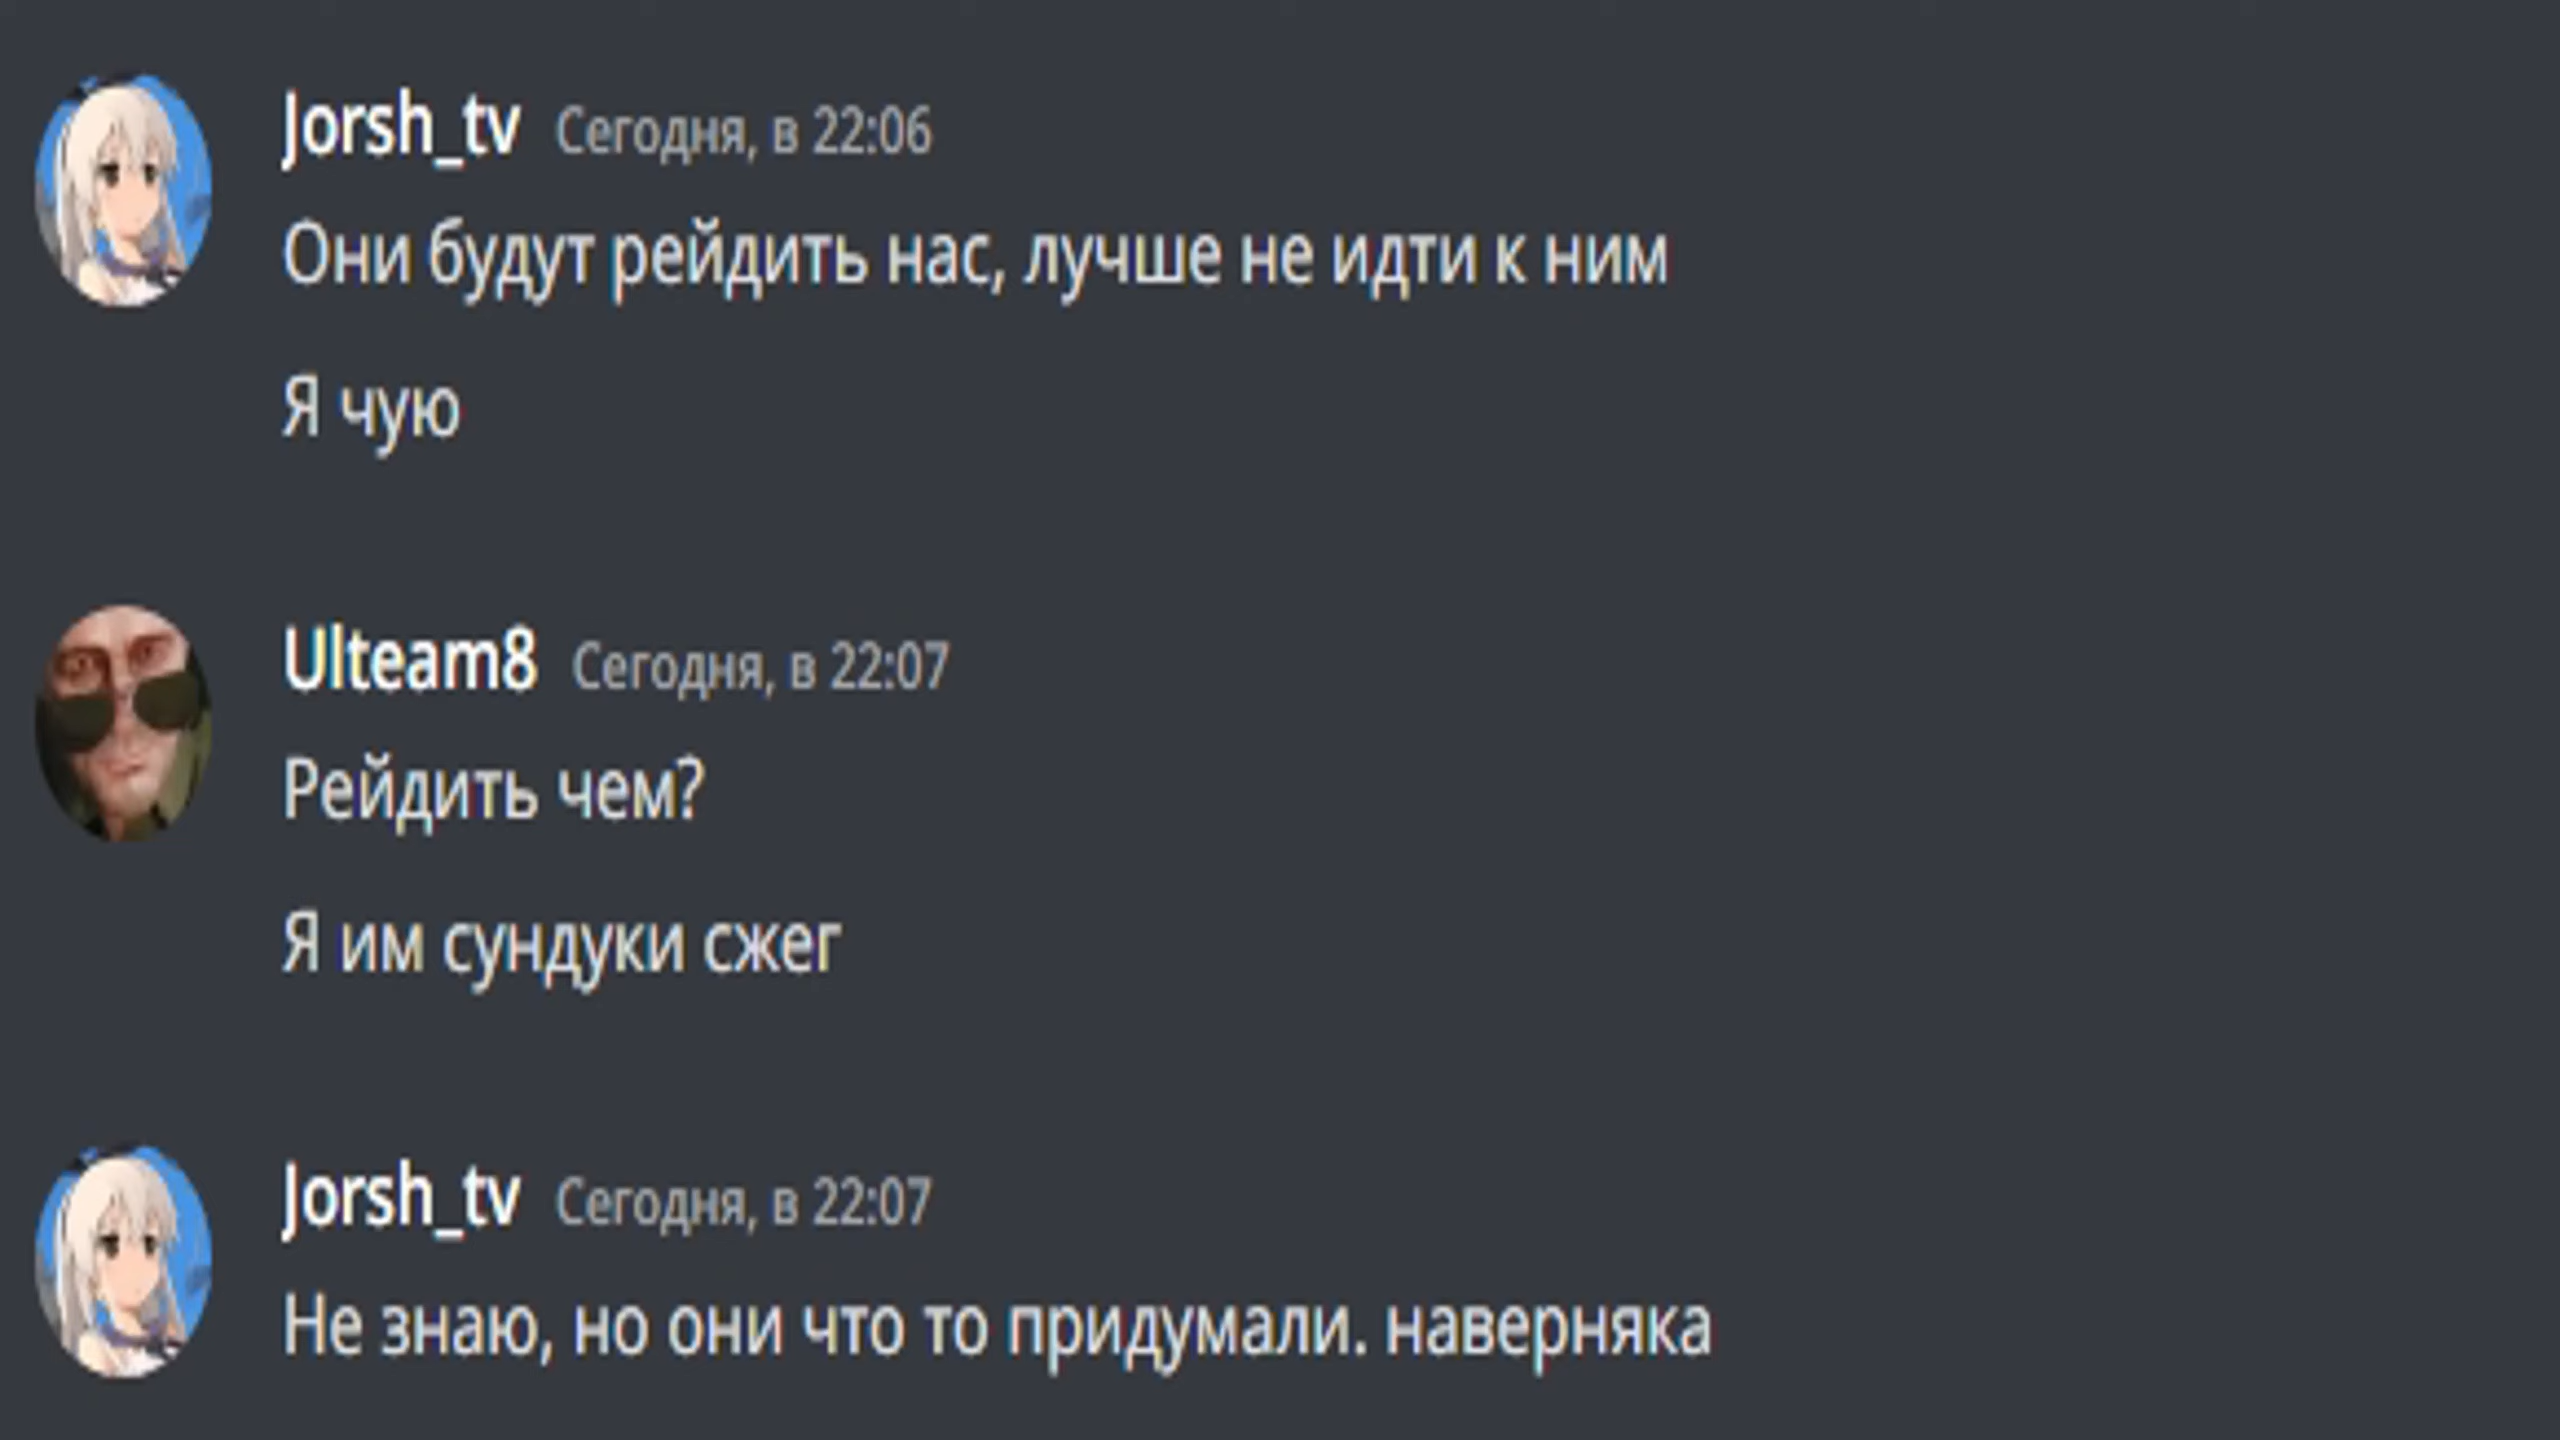 Jorsh_tv Сегодня, в 22:06
Они будут рейдить нас, лучше не идти к ним
Я чую
Ulteam8 Сегодня, в 22:07
Рейдить чем?
Я им сундуки сжег
Jorsh_tv Сегодня, в 22:07
Не знаю, но они что то придумали. наверняка